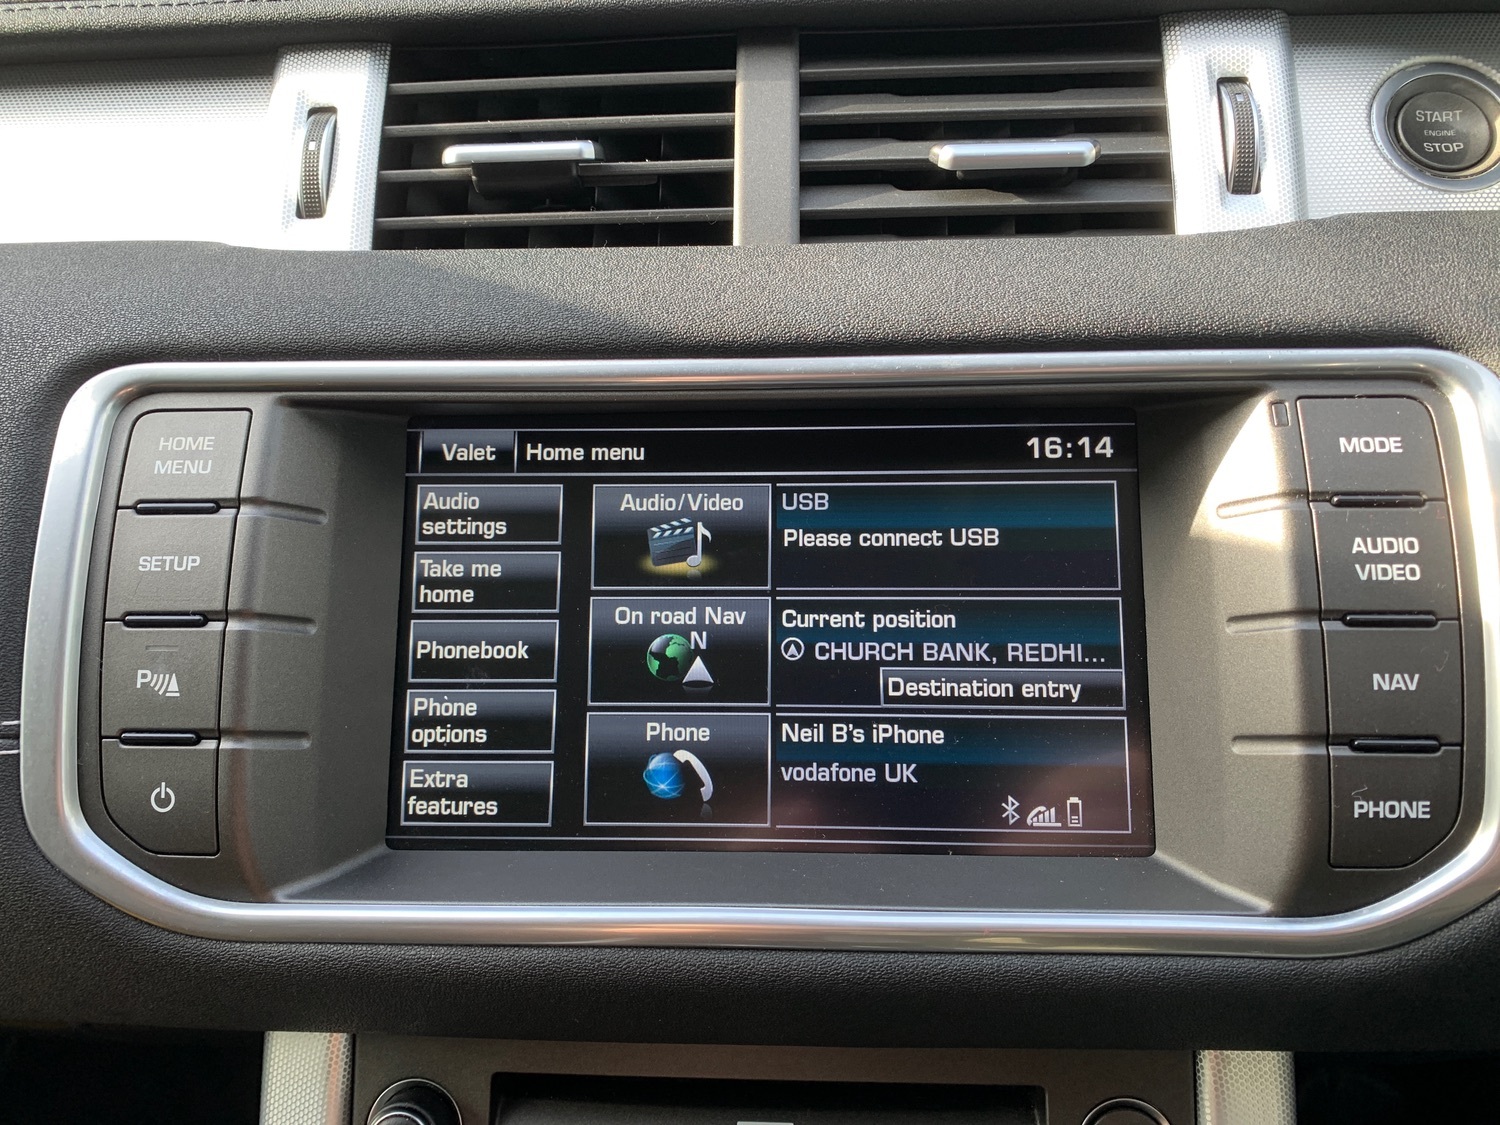 START
ENGINE
STOP
HOME
MENU
SETUP
P
Valet
Home menu
16:14
Audio
settings
Take me
home
Phonebook
Phone
options
Extra
features
Audio/Video
On road Nav
N
Phone
USB
Please connect USB
Current position
CHURCH BANK, REDHI...
Destination entry
Neil B's iPhone
vodafone UK
MODE
AUDIO
VIDEO
NAV
PHONE